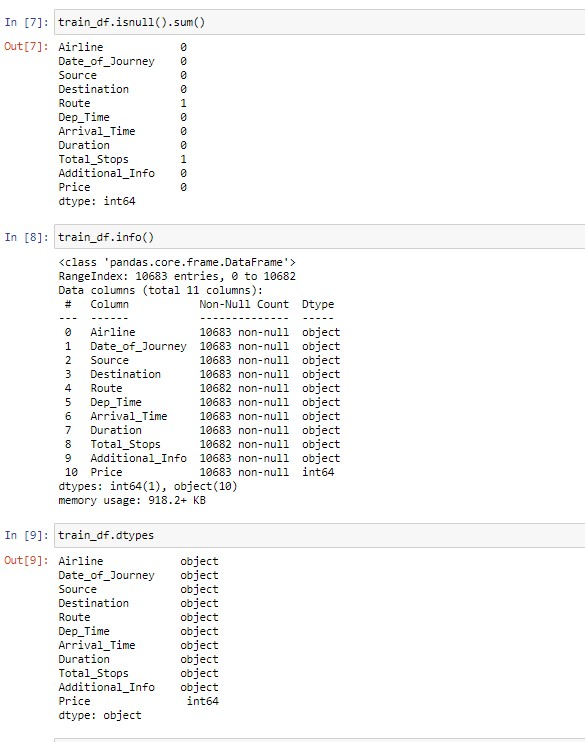 In [7]: train_df.isnull().sum()
Out[7]: Airline            0
Date_of_Journey    0
Source             0
Destination        0
Route              1
Dep_Time           0
Arrival_Time       0
Duration           0
Total_Stops        1
Additional_Info    0
Price              0
dtype: int64
In [8]: train_df.info()
<class 'pandas.core.frame.DataFrame'>
RangeIndex: 10683 entries, 0 to 10682
Data columns (total 11 columns):
 #   Column           Non-Null Count  Dtype
---  ------           --------------  -----
 0   Airline          10683 non-null  object
 1   Date_of_Journey  10683 non-null  object
 2   Source           10683 non-null  object
 3   Destination      10683 non-null  object
 4   Route            10682 non-null  object
 5   Dep_Time         10683 non-null  object
 6   Arrival_Time     10683 non-null  object
 7   Duration         10683 non-null  object
 8   Total_Stops      10682 non-null  object
 9   Additional_Info  10683 non-null  object
 10  Price            10683 non-null  int64
dtypes: int64(1), object(10)
memory usage: 918.2+ KB
In [9]: train_df.dtypes
Out[9]: Airline            object
Date_of_Journey    object
Source             object
Destination        object
Route              object
Dep_Time           object
Arrival_Time       object
Duration           object
Total_Stops        object
Additional_Info    object
Price               int64
dtype: object